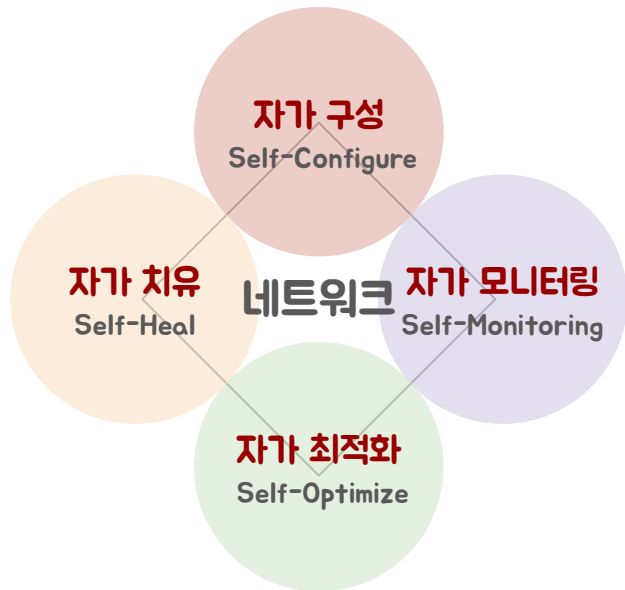 자가 구성
Self-Configure
자가 치유
Self-Heal
네트워크
자가 모니터링
Self-Monitoring
자가 최적화
Self-Optimize